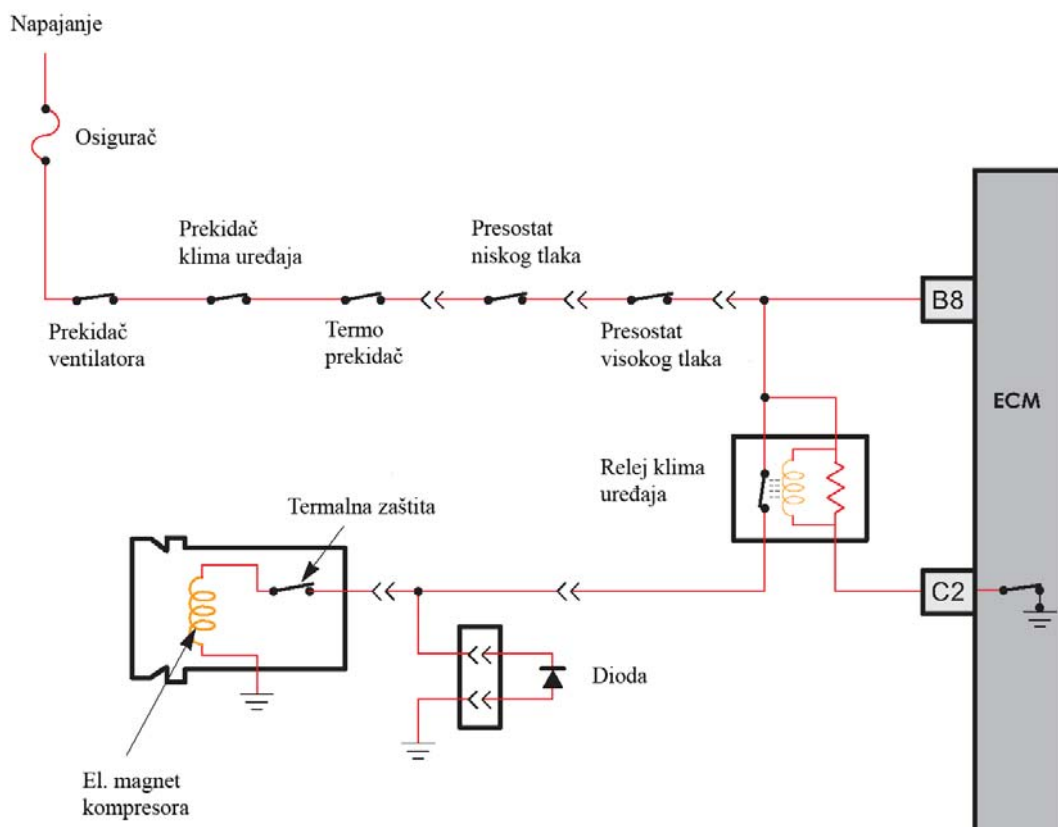 Napajanje
Osigurač
Prekidač
klima uređaja
Presostat
niskog tlaka
Prekidač
ventilatora
Termo
prekidač
Presostat
visokog tlaka
B8
ECM
Relej klima
uređaja
Termalna zaštita
C2
Dioda
El. magnet
kompresora